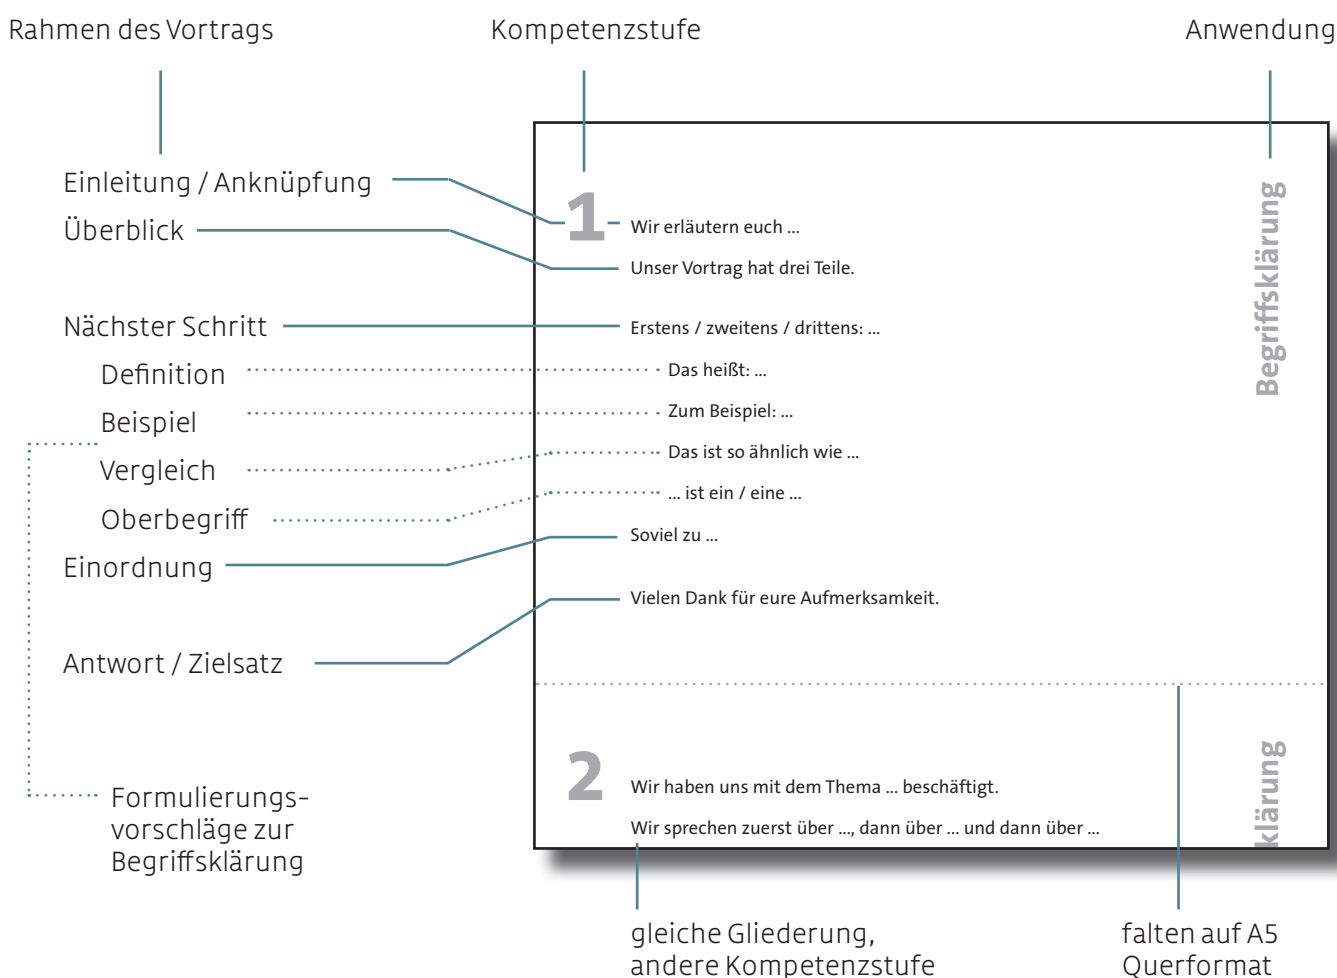 Rahmen des Vortrags
Kompetenzstufe
Anwendung
Einleitung / Anknüpfung
Überblick
Nächster Schritt
Definition
Beispiel
Vergleich
Oberbegriff
Einordnung
Antwort / Zielsatz
Formulierungs-
vorschläge zur
Begriffsklärung
1
Wir erläutern euch ...
Unser Vortrag hat drei Teile.
Erstens / zweitens / drittens: ...
Das heißt: ...
Zum Beispiel: ...
Das ist so ähnlich wie ...
... ist ein / eine ...
Soviel zu ...
Vielen Dank für eure Aufmerksamkeit.
Begriffsklärung
2
Wir haben uns mit dem Thema ... beschäftigt.
Wir sprechen zuerst über ..., dann über ... und dann über ...
klärung
gleiche Gliederung,
andere Kompetenzstufe
falten auf A5
Querformat